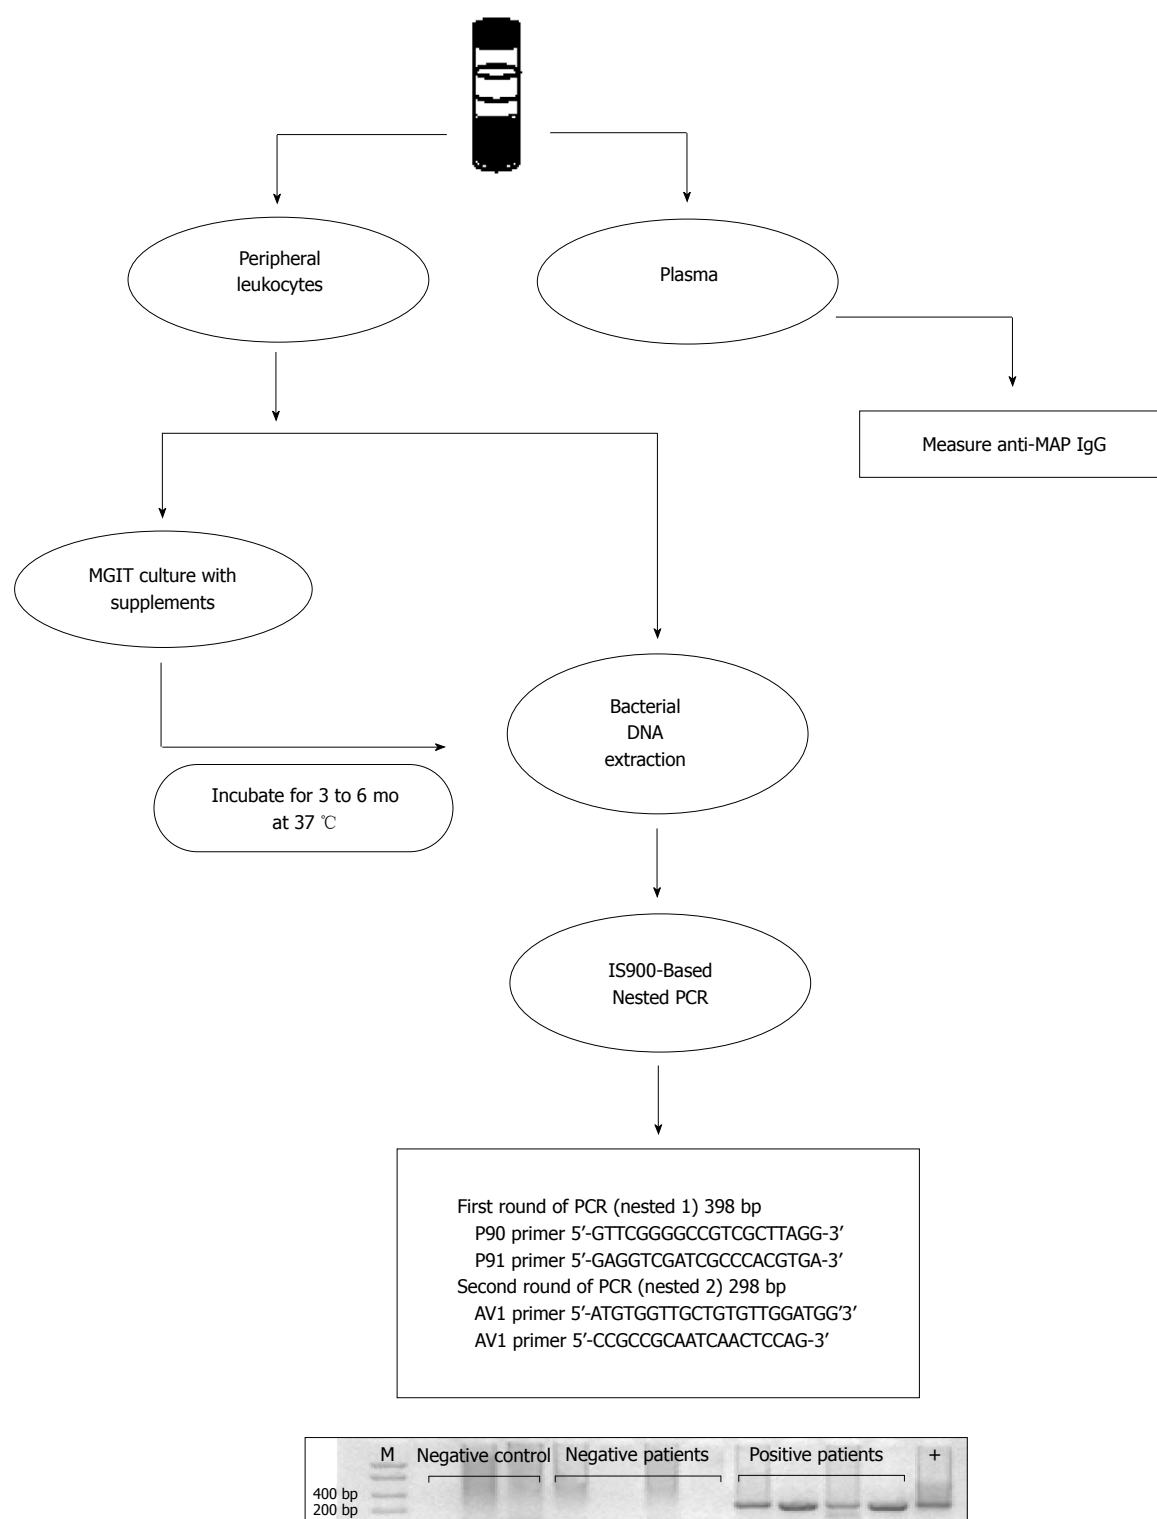 Peripheral
leukocytes
Plasma
Measure anti-MAP IgG
MGIT culture with
supplements
Bacterial
DNA
extraction
Incubate for 3 to 6 mo
at 37 ℃
IS900-Based
Nested PCR
First round of PCR (nested 1) 398 bp
P90 primer 5′-GTTCGGGGCCGTCGCTTAGG-3′
P91 primer 5′-GAGGTCGATCGCCCACGTGA-3′
Second round of PCR (nested 2) 298 bp
AV1 primer 5′-ATGTGGTTGCTGTGTTGGATGG′3′
AV1 primer 5′-CCGCCGCAATCAACTCCAG-3′
M Negative control Negative patients Positive patients +
400 bp
200 bp